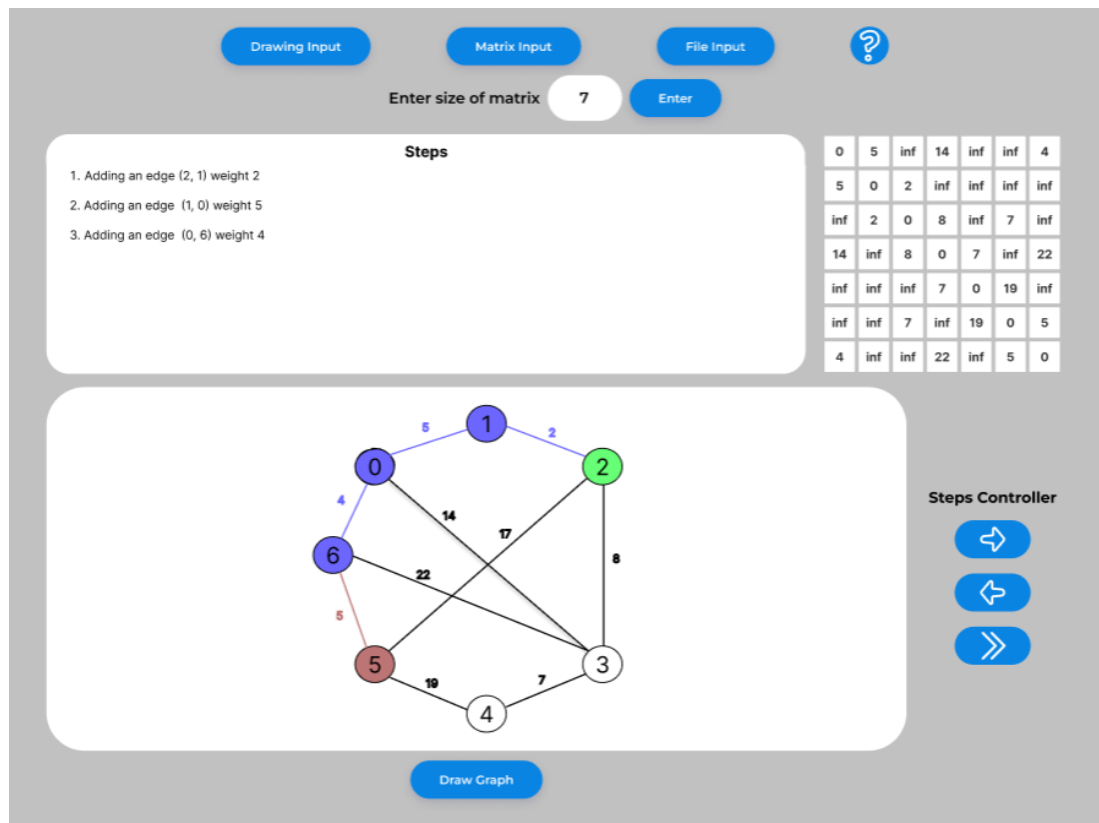 Drawing Input Matrix Input File Input ?
Enter size of matrix 7 Enter
Steps
1. Adding an edge (2, 1) weight 2
2. Adding an edge (1, 0) weight 5
3. Adding an edge (0, 6) weight 4
0 5 inf 14 inf inf 4
5 0 2 inf inf inf inf
inf 2 0 8 inf 7 inf
14 inf 8 0 7 inf 22
inf inf inf 7 0 19 inf
inf inf 7 inf 19 0 5
4 inf inf 22 inf 5 0
1
5 2
0 2
4 14 17
6 22 8
5
5 3
19 7
4
Steps Controller
Draw Graph